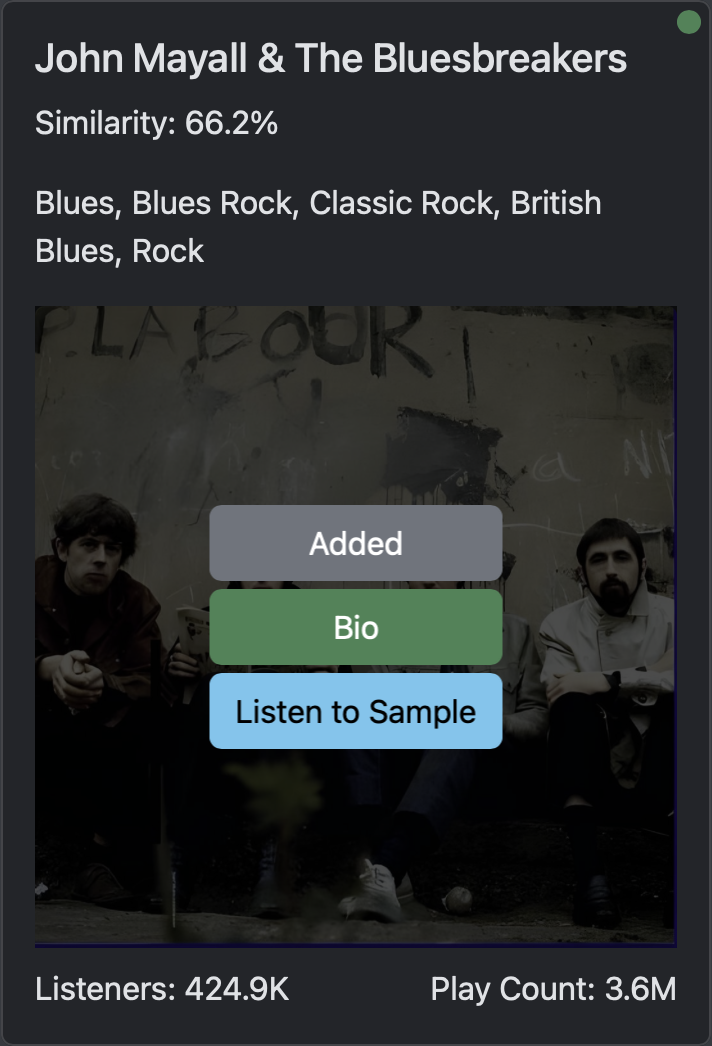 John Mayall & The Bluesbreakers
Similarity: 66.2%
Blues, Blues Rock, Classic Rock, British
Blues, Rock
P.LABOUR
Added
Bio
Listen to Sample
Listeners: 424.9K
Play Count: 3.6M